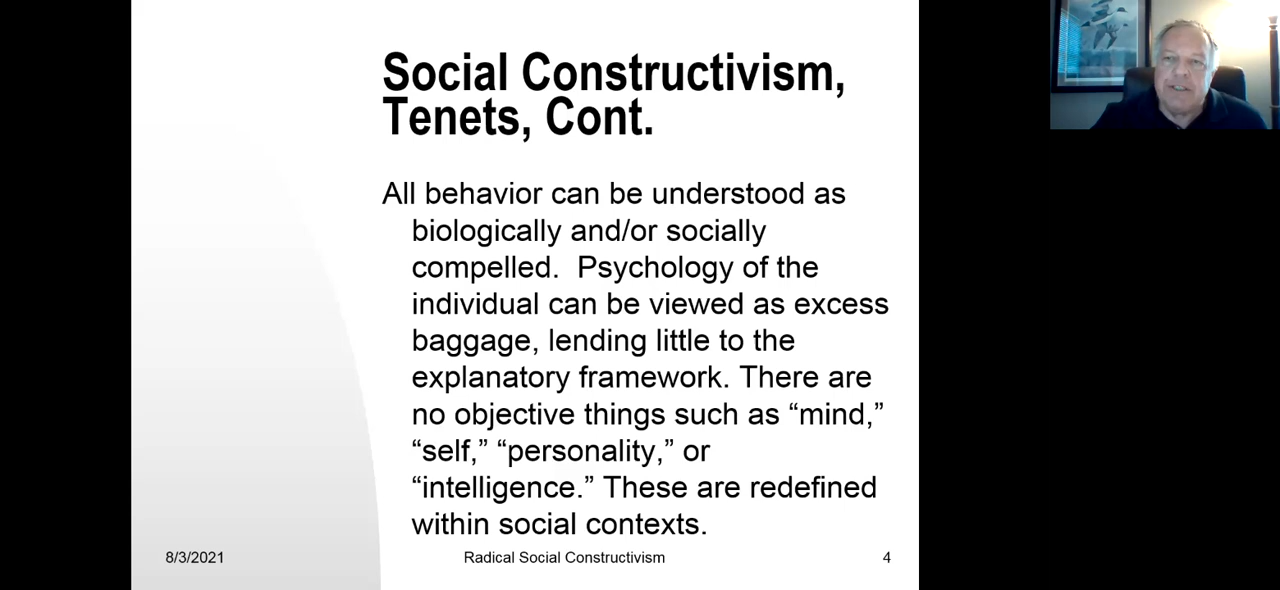 Social Constructivism,
Tenets, Cont.
All behavior can be understood as
biologically and/or socially
compelled.  Psychology of the
individual can be viewed as excess
baggage, lending little to the
explanatory framework. There are
no objective things such as “mind,”
“self,” “personality,” or
“intelligence.” These are redefined
within social contexts.
8/3/2021
Radical Social Constructivism
4